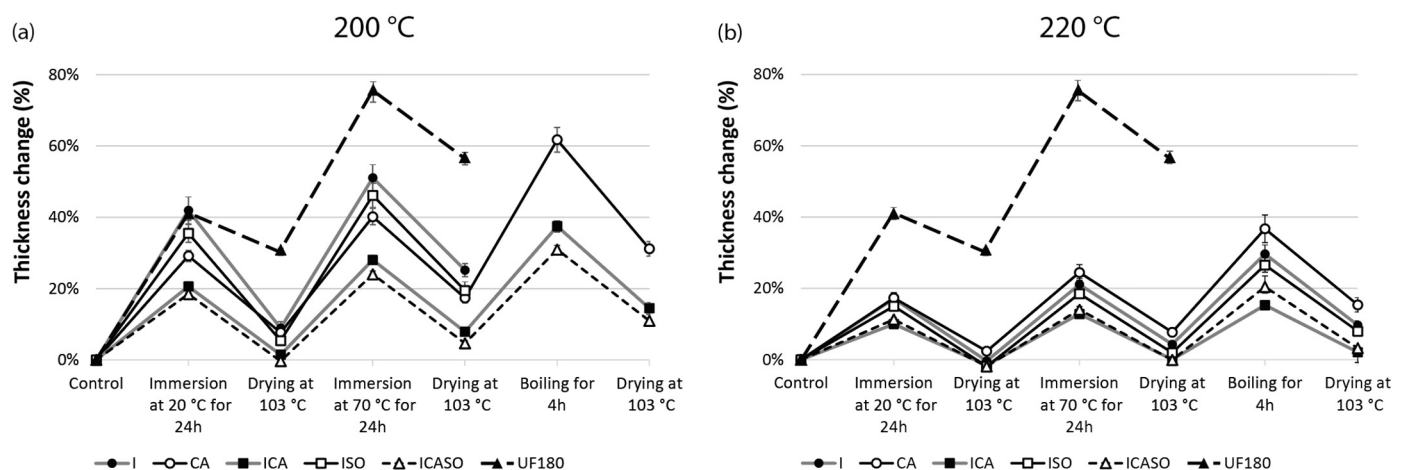 (a)
200 °C
Thickness change (%)
80%
60%
40%
20%
0%
Control
Immersion
at 20 °C for
24h
Drying at
103 °C
Immersion
at 70 °C for
24h
Drying at
103 °C
Boiling for
4h
Drying at
103 °C
I
CA
ICA
ISO
ICASO
UF180
(b)
220 °C
Thickness change (%)
80%
60%
40%
20%
0%
Control
Immersion
at 20 °C for
24h
Drying at
103 °C
Immersion
at 70 °C for
24h
Drying at
103 °C
Boiling for
4h
Drying at
103 °C
I
CA
ICA
ISO
ICASO
UF180